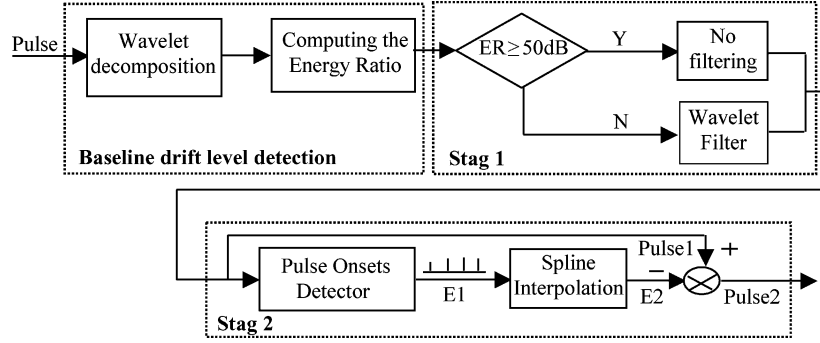 Pulse
Wavelet
decomposition
Computing the
Energy Ratio
Baseline drift level detection
ER≥50dB
Y
No
filtering
N
Wavelet
Filter
Stag 1
Pulse Onsets
Detector
E1
Spline
Interpolation
Pulse1
+
−
E2
Pulse2
Stag 2